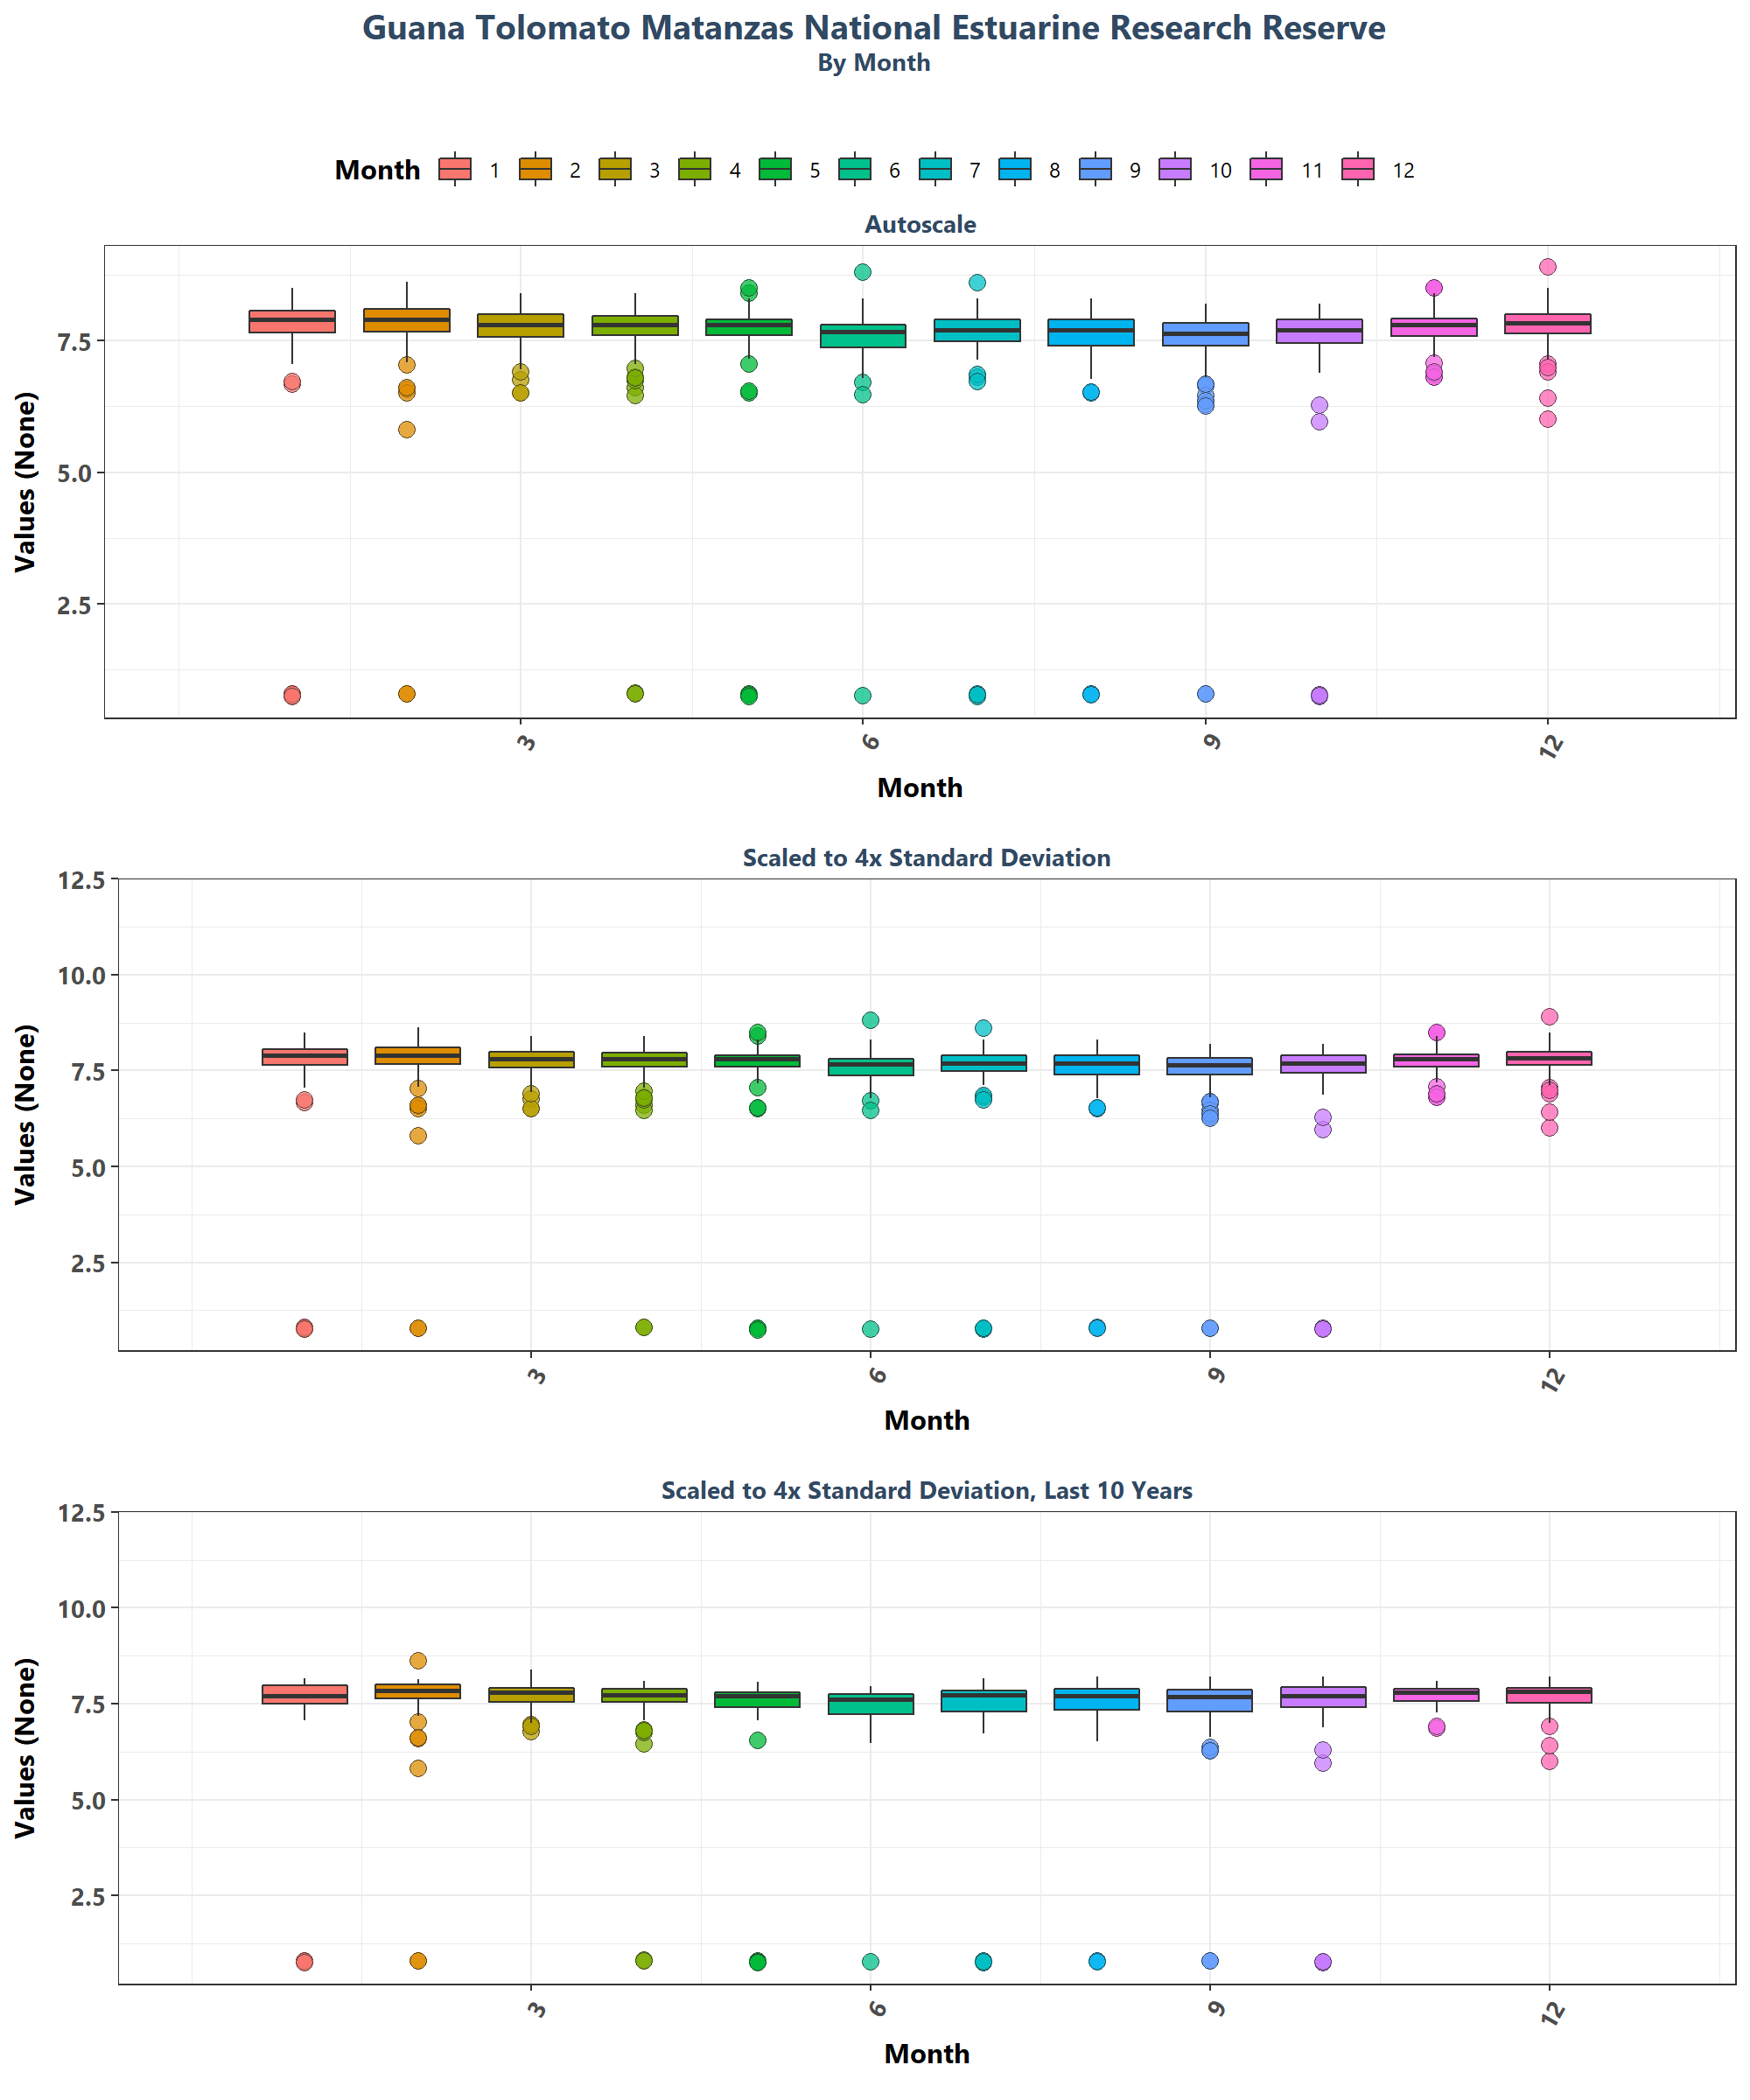 Guana Tolomato Matanzas National Estuarine Research Reserve
By Month
Month 1 2 3 4 5 6 7 8 9 10 11 12
Autoscale
Values (None)
7.5
5.0
2.5
3 6 9 12
Month
Scaled to 4x Standard Deviation
Values (None)
12.5
10.0
7.5
5.0
2.5
3 6 9 12
Month
Scaled to 4x Standard Deviation, Last 10 Years
Values (None)
12.5
10.0
7.5
5.0
2.5
3 6 9 12
Month